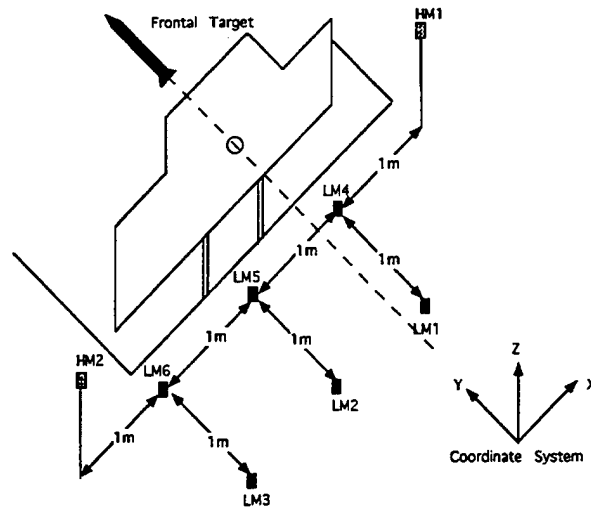 Frontal Target
HM1
1m
LM4
1m
1m
LM5
LM1
1m
1m
HM2
LM6
LM2
1m
1m
LM3
Z
Y
X
Coordinate System